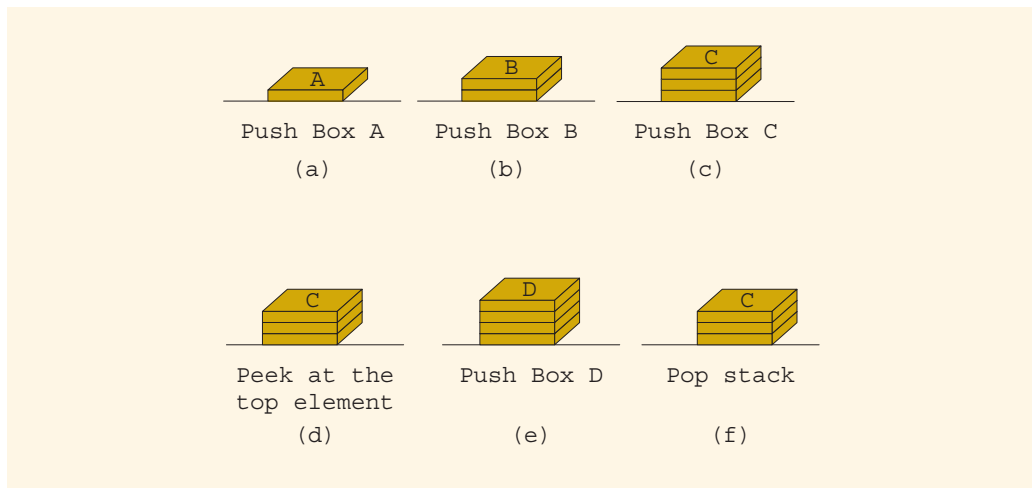 A
B
C
Push Box A
Push Box B
Push Box C
(a)
(b)
(c)
C
D
C
Peek at the
top element
Push Box D
Pop stack
(d)
(e)
(f)